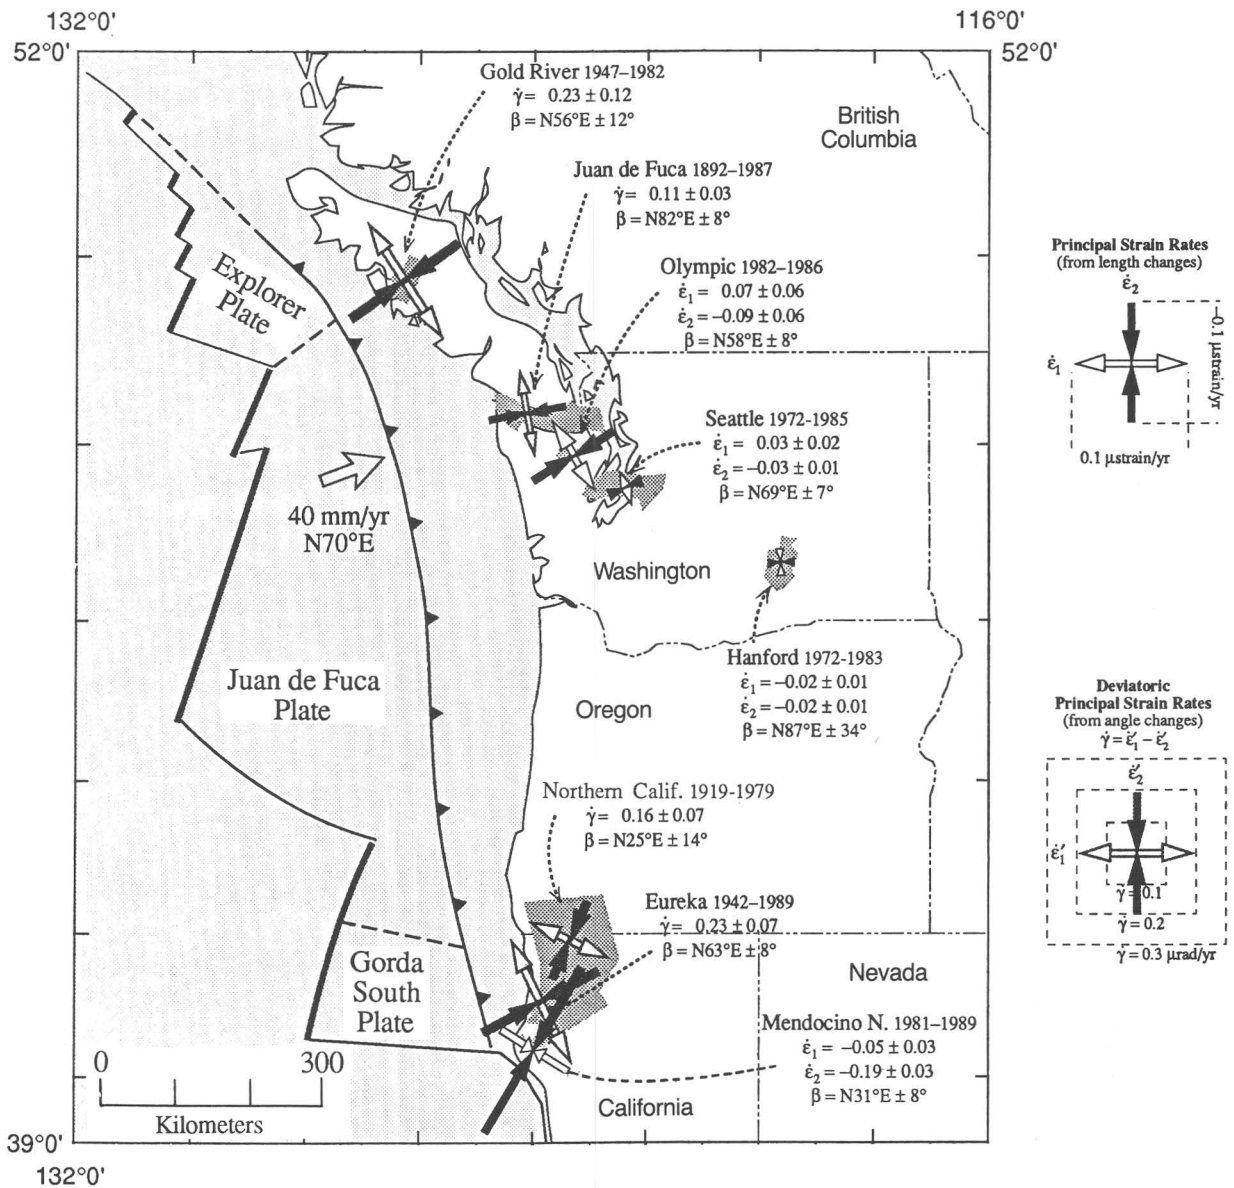 132°0'
116°0'
52°0'
52°0'
Gold River 1947–1982
γ̇= 0.23 ± 0.12
β = N56°E ± 12°
British
Columbia
Juan de Fuca 1892–1987
γ̇= 0.11 ± 0.03
β = N82°E ± 8°
Explorer
Plate
Olympic 1982–1986
ε̇1 = 0.07 ± 0.06
ε̇2 = –0.09 ± 0.06
β = N58°E ± 8°
Principal Strain Rates
(from length changes)
ε̇2
ε̇1
–0.1 μstrain/yr
0.1 μstrain/yr
Seattle 1972-1985
ε̇1 = 0.03 ± 0.02
ε̇2 = –0.03 ± 0.01
β = N69°E ± 7°
40 mm/yr
N70°E
Washington
Hanford 1972-1983
ε̇1 = –0.02 ± 0.01
ε̇2 = –0.02 ± 0.01
β = N87°E ± 34°
Juan de Fuca
Plate
Oregon
Deviatoric
Principal Strain Rates
(from angle changes)
γ̇ = ε̇′1 – ε̇′2
ε̇′2
ε̇′1
γ̇ = 0.1
γ̇ = 0.2
γ̇ = 0.3 μrad/yr
Northern Calif. 1919-1979
γ̇= 0.16 ± 0.07
β = N25°E ± 14°
Eureka 1942–1989
γ̇= 0.23 ± 0.07
β = N63°E ± 8°
Gorda
South
Plate
Nevada
Mendocino N. 1981–1989
ε̇1 = –0.05 ± 0.03
ε̇2 = –0.19 ± 0.03
β = N31°E ± 8°
0
300
Kilometers
California
39°0'
132°0'